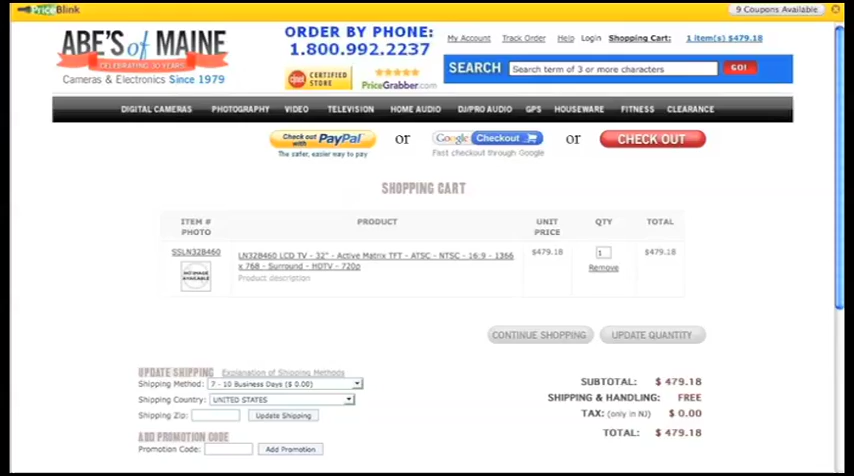 PriceBlink
9 Coupons Available
ABE'S of MAINE
CELEBRATING 30 YEARS
Cameras & Electronics Since 1979
ORDER BY PHONE:
1.800.992.2237
cnet CERTIFIED STORE
PriceGrabber.com
My Account Track Order Help Login Shopping Cart: 1 item(s) $479.18
SEARCH Search term of 3 or more characters GO!
DIGITAL CAMERAS PHOTOGRAPHY VIDEO TELEVISION HOME AUDIO DJ/PRO AUDIO GPS HOUSEWARE FITNESS CLEARANCE
Check out with PayPal or Google Checkout or CHECK OUT
The safer, easier way to pay Fast checkout through Google
SHOPPING CART
ITEM # PHOTO PRODUCT UNIT PRICE QTY TOTAL
SSLN32B460 LN32B460 LCD TV - 32" - Active Matrix TFT - ATSC - NTSC - 16:9 - 1366 $479.18 1 $479.18
x 768 - Surround - HDTV - 720p
Remove
NO IMAGE AVAILABLE
Product description
CONTINUE SHOPPING UPDATE QUANTITY
UPDATE SHIPPING Explanation of Shipping Methods
Shipping Method: 7 - 10 Business Days ($ 0.00)
Shipping Country: UNITED STATES
Shipping Zip: Update Shipping
ADD PROMOTION CODE
Promotion Code: Add Promotion
SUBTOTAL: $ 479.18
SHIPPING & HANDLING: FREE
TAX: (only in NJ) $ 0.00
TOTAL: $ 479.18